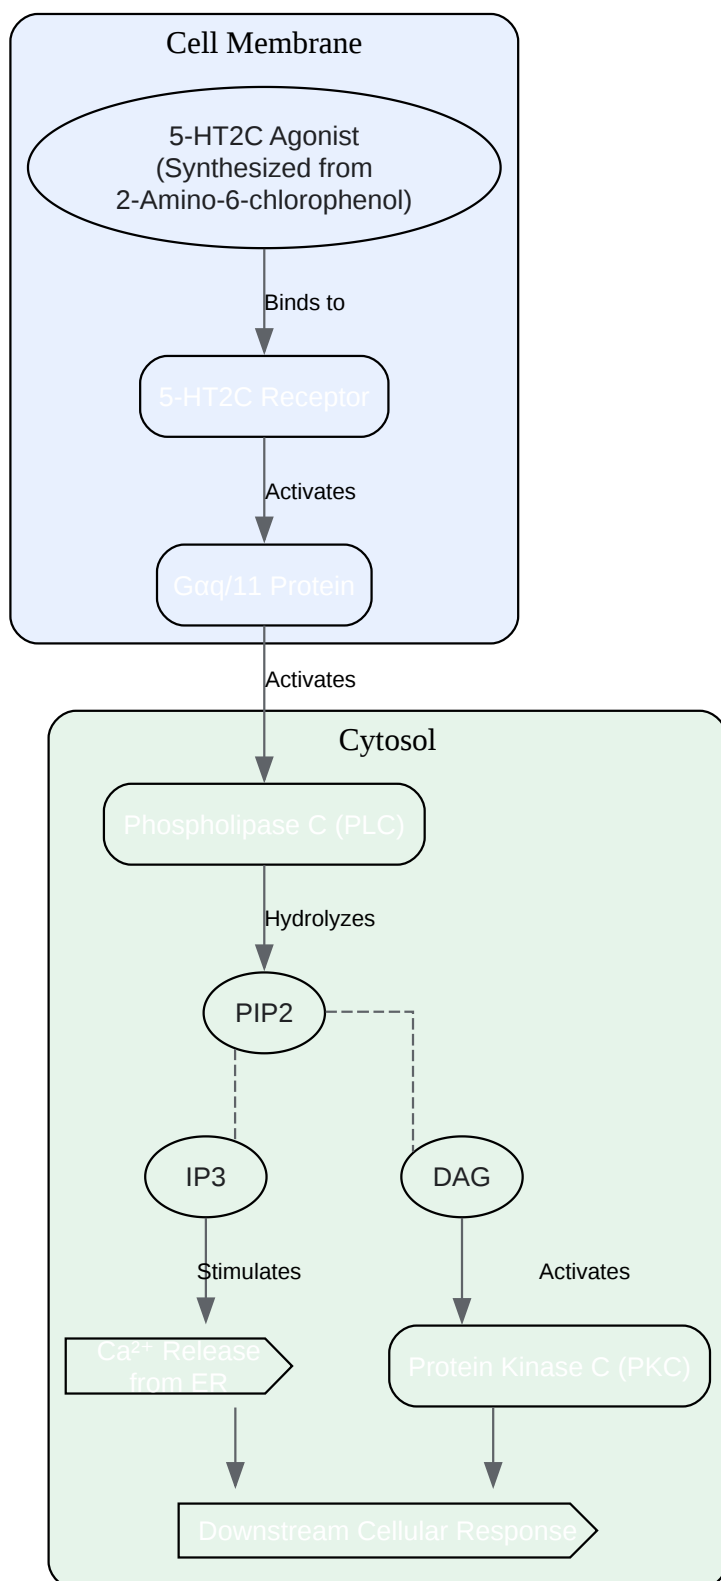 Cell Membrane
5-HT2C Agonist
(Synthesized from
2-Amino-6-chlorophenol)
Binds to
5-HT2C Receptor
Activates
Gαq/11 Protein
Activates
Cytosol
Phospholipase C (PLC)
Hydrolyzes
PIP2
IP3
DAG
Stimulates
Activates
Ca²⁺ Release
from ER
Protein Kinase C (PKC)
Downstream Cellular Response